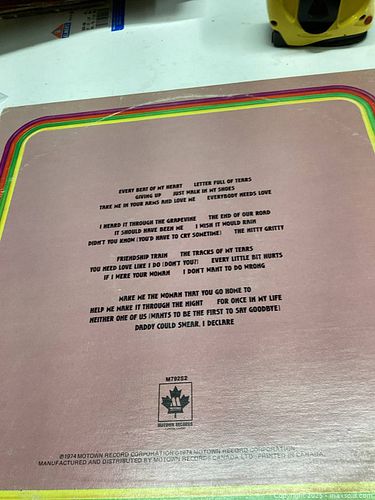 EVERY BEAT OF MY HEART LETTER FULL OF TEARS
GIVING UP JUST WALK IN MY SHOES
TAKE ME IN YOUR ARMS AND LOVE ME EVERYBODY NEEDS LOVE
I HEARD IT THROUGH THE GRAPEVINE THE END OF OUR ROAD
IT SHOULD HAVE BEEN ME I WISH IT WOULD RAIN
DIDN'T YOU KNOW (YOU'D HAVE TO CRY SOMETIME) THE NITTY GRITTY
FRIENDSHIP TRAIN THE TRACKS OF MY TEARS
YOU NEED LOVE LIKE I DO (DON'T YOU?) EVERY LITTLE BIT HURTS
IF I WERE YOUR WOMAN I DON'T WANT TO DO WRONG
MAKE ME THE WOMAN THAT YOU GO HOME TO
HELP ME MAKE IT THROUGH THE NIGHT FOR ONCE IN MY LIFE
NEITHER ONE OF US (WANTS TO BE THE FIRST TO SAY GOODBYE)
DADDY COULD SWEAR, I DECLARE
M792S2
MOTOWN RECORDS
℗1974 MOTOWN RECORD CORPORATION ©1974 MOTOWN RECORD CORPORATION
MANUFACTURED AND DISTRIBUTED BY MOTOWN RECORDS CANADA LTD. PRINTED IN CANADA